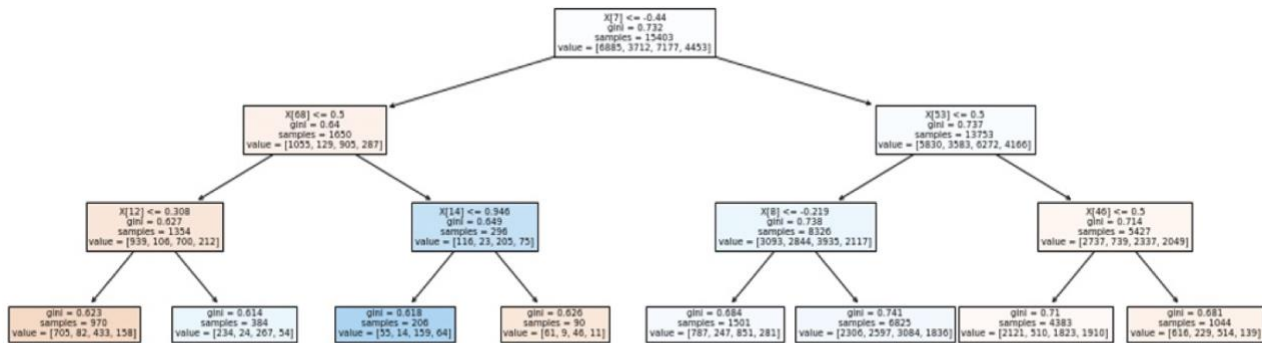 X[7] <= -0.44
gini = 0.732
samples = 15403
value = [6885, 3712, 7177, 4453]
X[68] <= 0.5
gini = 0.64
samples = 1650
value = [1055, 129, 905, 287]
X[53] <= 0.5
gini = 0.737
samples = 13753
value = [5830, 3583, 6272, 4166]
X[12] <= 0.308
gini = 0.627
samples = 1354
value = [939, 106, 700, 212]
X[14] <= 0.946
gini = 0.649
samples = 296
value = [116, 23, 205, 75]
X[8] <= -0.219
gini = 0.738
samples = 8326
value = [3093, 2844, 3935, 2117]
X[46] <= 0.5
gini = 0.714
samples = 5427
value = [2737, 739, 2337, 2049]
gini = 0.623
samples = 970
value = [705, 82, 433, 158]
gini = 0.614
samples = 384
value = [234, 24, 267, 54]
gini = 0.618
samples = 206
value = [55, 14, 159, 64]
gini = 0.626
samples = 90
value = [61, 9, 46, 11]
gini = 0.684
samples = 1501
value = [787, 247, 851, 281]
gini = 0.741
samples = 6825
value = [2306, 2597, 3084, 1836]
gini = 0.71
samples = 4383
value = [2121, 510, 1823, 1910]
gini = 0.681
samples = 1044
value = [616, 229, 514, 139]